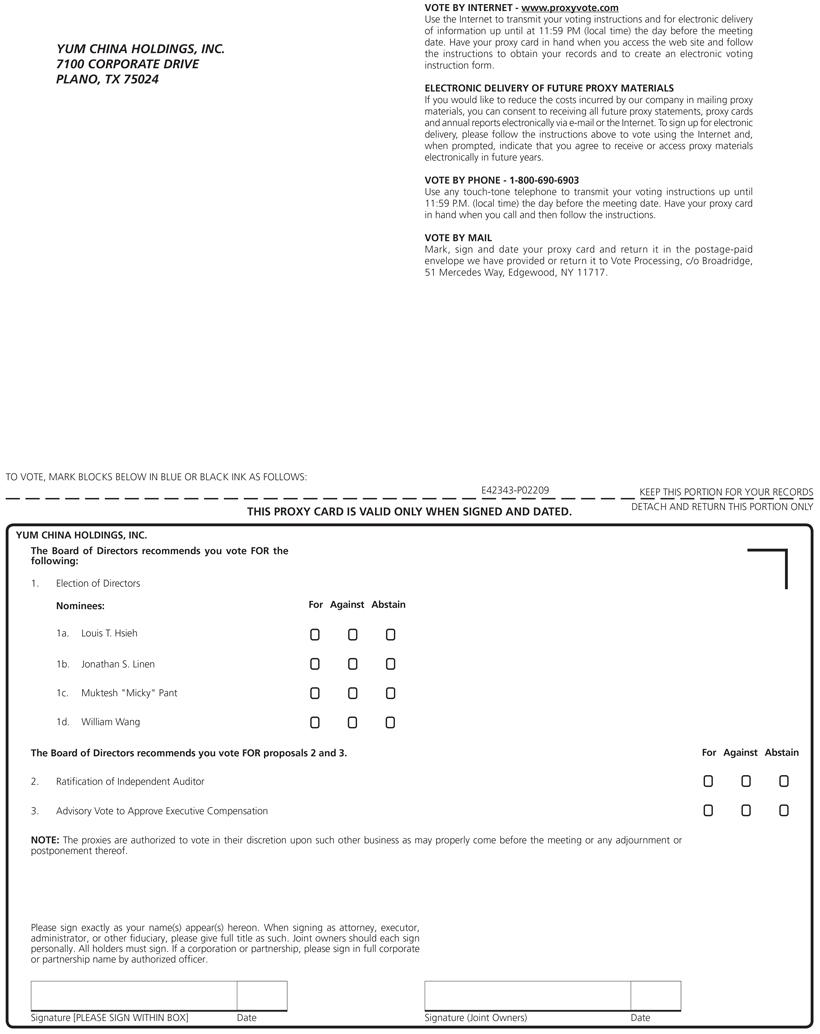 YUM CHINA HOLDINGS, INC.
7100 CORPORATE DRIVE
PLANO, TX 75024
VOTE BY INTERNET - www.proxyvote.com
Use the Internet to transmit your voting instructions and for electronic delivery
of information up until at 11:59 PM (local time) the day before the meeting
date. Have your proxy card in hand when you access the web site and follow
the instructions to obtain your records and to create an electronic voting
instruction form.
ELECTRONIC DELIVERY OF FUTURE PROXY MATERIALS
If you would like to reduce the costs incurred by our company in mailing proxy
materials, you can consent to receiving all future proxy statements, proxy cards
and annual reports electronically via e-mail or the Internet. To sign up for electronic
delivery, please follow the instructions above to vote using the Internet and,
when prompted, indicate that you agree to receive or access proxy materials
electronically in future years.
VOTE BY PHONE - 1-800-690-6903
Use any touch-tone telephone to transmit your voting instructions up until
11:59 P.M. (local time) the day before the meeting date. Have your proxy card
in hand when you call and then follow the instructions.
VOTE BY MAIL
Mark, sign and date your proxy card and return it in the postage-paid
envelope we have provided or return it to Vote Processing, c/o Broadridge,
51 Mercedes Way, Edgewood, NY 11717.
TO VOTE, MARK BLOCKS BELOW IN BLUE OR BLACK INK AS FOLLOWS:
E42343-P02209 KEEP THIS PORTION FOR YOUR RECORDS
DETACH AND RETURN THIS PORTION ONLY
THIS PROXY CARD IS VALID ONLY WHEN SIGNED AND DATED.
YUM CHINA HOLDINGS, INC.
The Board of Directors recommends you vote FOR the
following:
1. Election of Directors
Nominees: For Against Abstain
1a. Louis T. Hsieh
1b. Jonathan S. Linen
1c. Muktesh "Micky" Pant
1d. William Wang
The Board of Directors recommends you vote FOR proposals 2 and 3. For Against Abstain
2. Ratification of Independent Auditor
3. Advisory Vote to Approve Executive Compensation
NOTE: The proxies are authorized to vote in their discretion upon such other business as may properly come before the meeting or any adjournment or
postponement thereof.
Please sign exactly as your name(s) appear(s) hereon. When signing as attorney, executor,
administrator, or other fiduciary, please give full title as such. Joint owners should each sign
personally. All holders must sign. If a corporation or partnership, please sign in full corporate
or partnership name by authorized officer.
Signature [PLEASE SIGN WITHIN BOX] Date Signature (Joint Owners) Date